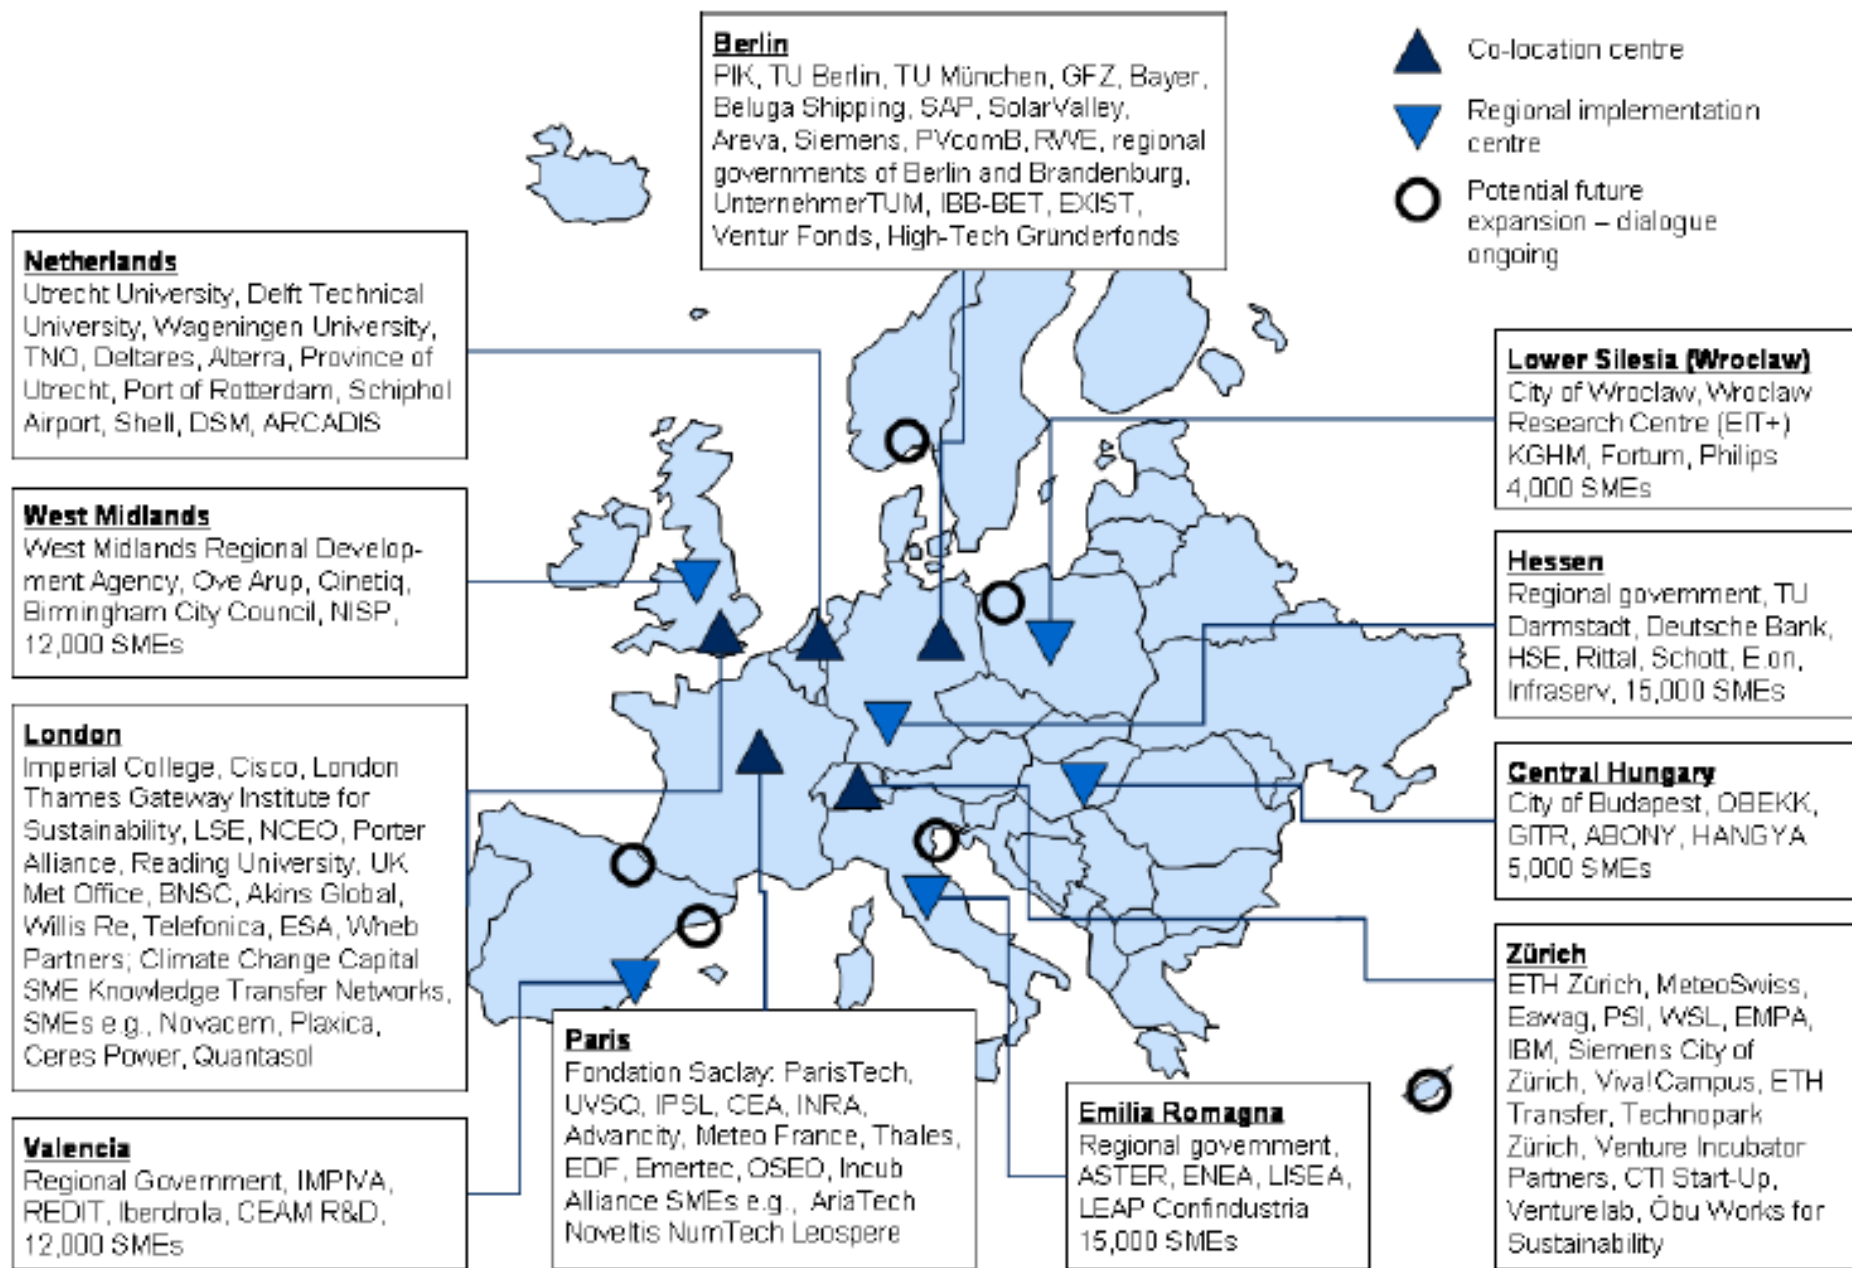 Berlin
PIK, TU Berlin, TU München, GFZ, Bayer,
Beluga Shipping, SAP, SolarValley,
Areva, Siemens, PVcomB, RWE, regional
governments of Berlin and Brandenburg,
UnternehmerTUM, IBB-BET, EXIST,
Ventur Fonds, High-Tech Gründerfonds
Co-location centre
Regional implementation
centre
Potential future
expansion – dialogue
ongoing
Netherlands
Utrecht University, Delft Technical
University, Wageningen University,
TNO, Deltares, Alterra, Province of
Utrecht, Port of Rotterdam, Schiphol
Airport, Shell, DSM, ARCADIS
West Midlands
West Midlands Regional Develop-
ment Agency, Ove Arup, Qinetiq,
Birmingham City Council, NISP,
12,000 SMEs
London
Imperial College, Cisco, London
Thames Gateway Institute for
Sustainability, LSE, NCEO, Porter
Alliance, Reading University, UK
Met Office, BNSC, Akins Global,
Willis Re, Telefonica, ESA, Wheb
Partners; Climate Change Capital
SME Knowledge Transfer Networks,
SMEs e.g., Novacem, Plaxica,
Ceres Power, Quantasol
Valencia
Regional Government, IMPIVA,
REDIT, Iberdrola, CEAM R&D,
12,000 SMEs
Paris
Fondation Saclay: ParisTech,
UVSQ, IPSL, CEA, INRA,
Advancity, Meteo France, Thales,
EDF, Emertec, OSEO, Incub
Alliance SMEs e.g., AriaTech
Noveltis NumTech Leospere
Emilia Romagna
Regional government,
ASTER, ENEA, LISEA,
LEAP Confindustria
15,000 SMEs
Lower Silesia (Wroclaw)
City of Wroclaw, Wroclaw
Research Centre (EIT+)
KGHM, Fortum, Philips
4,000 SMEs
Hessen
Regional government, TU
Darmstadt, Deutsche Bank,
HSE, Rittal, Schott, E.on,
Infraserv, 15,000 SMEs
Central Hungary
City of Budapest, OBEKK,
GITR, ABONY, HANGYA
5,000 SMEs
Zürich
ETH Zürich, MeteoSwiss,
Eawag, PSI, WSL, EMPA,
IBM, Siemens City of
Zürich, Viva!Campus, ETH
Transfer, Technopark
Zürich, Venture Incubator
Partners, CTI Start-Up,
Venturelab, Öbu Works for
Sustainability